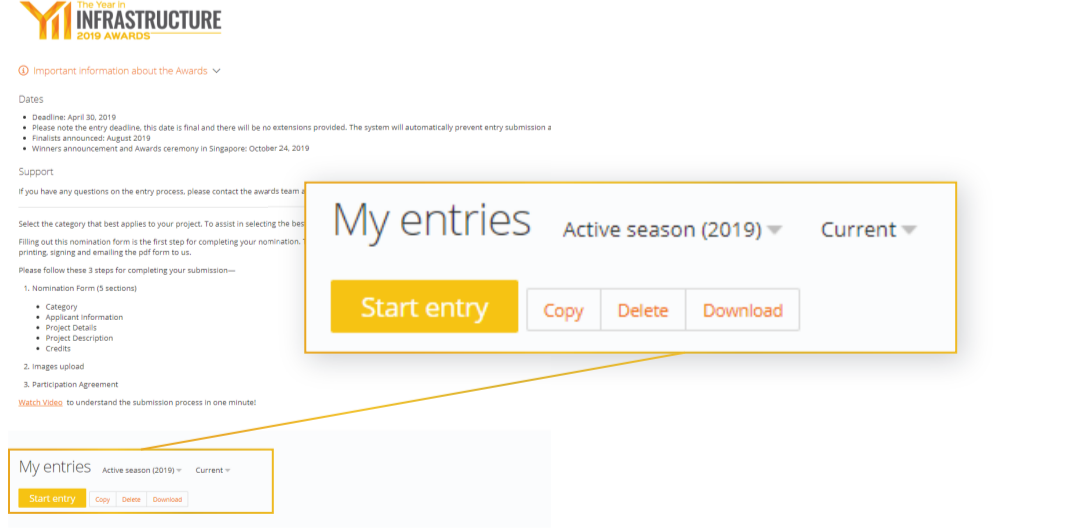 The Year in
INFRASTRUCTURE
2019 AWARDS
Important information about the Awards
Dates
• Deadline: April 30, 2019
• Please note the entry deadline, this date is final and there will be no extensions provided. The system will automatically prevent entry submission a
• Finalists announced: August 2019
• Winners announcement and Awards ceremony in Singapore: October 24, 2019
Support
If you have any questions on the entry process, please contact the awards team a
Select the category that best applies to your project. To assist in selecting the bes
Filling out this nomination form is the first step for completing your nomination.
printing, signing and emailing the pdf form to us.
Please follow these 3 steps for completing your submission—
1. Nomination Form (5 sections)
• Category
• Applicant Information
• Project Details
• Project Description
• Credits
2. Images upload
3. Participation Agreement
Watch Video to understand the submission process in one minute!
My entries Active season (2019) Current
Start entry Copy Delete Download
My entries Active season (2019) Current
Start entry Copy Delete Download